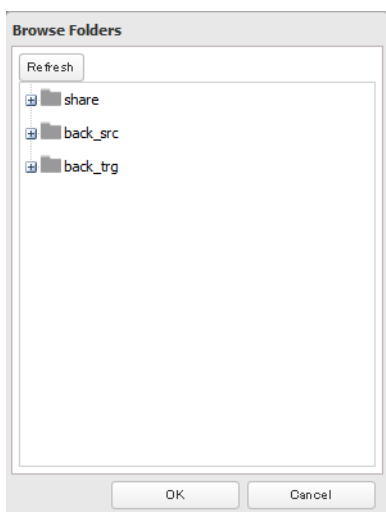 Browse Folders
Refresh
share
back_src
back_trg
OK
Cancel